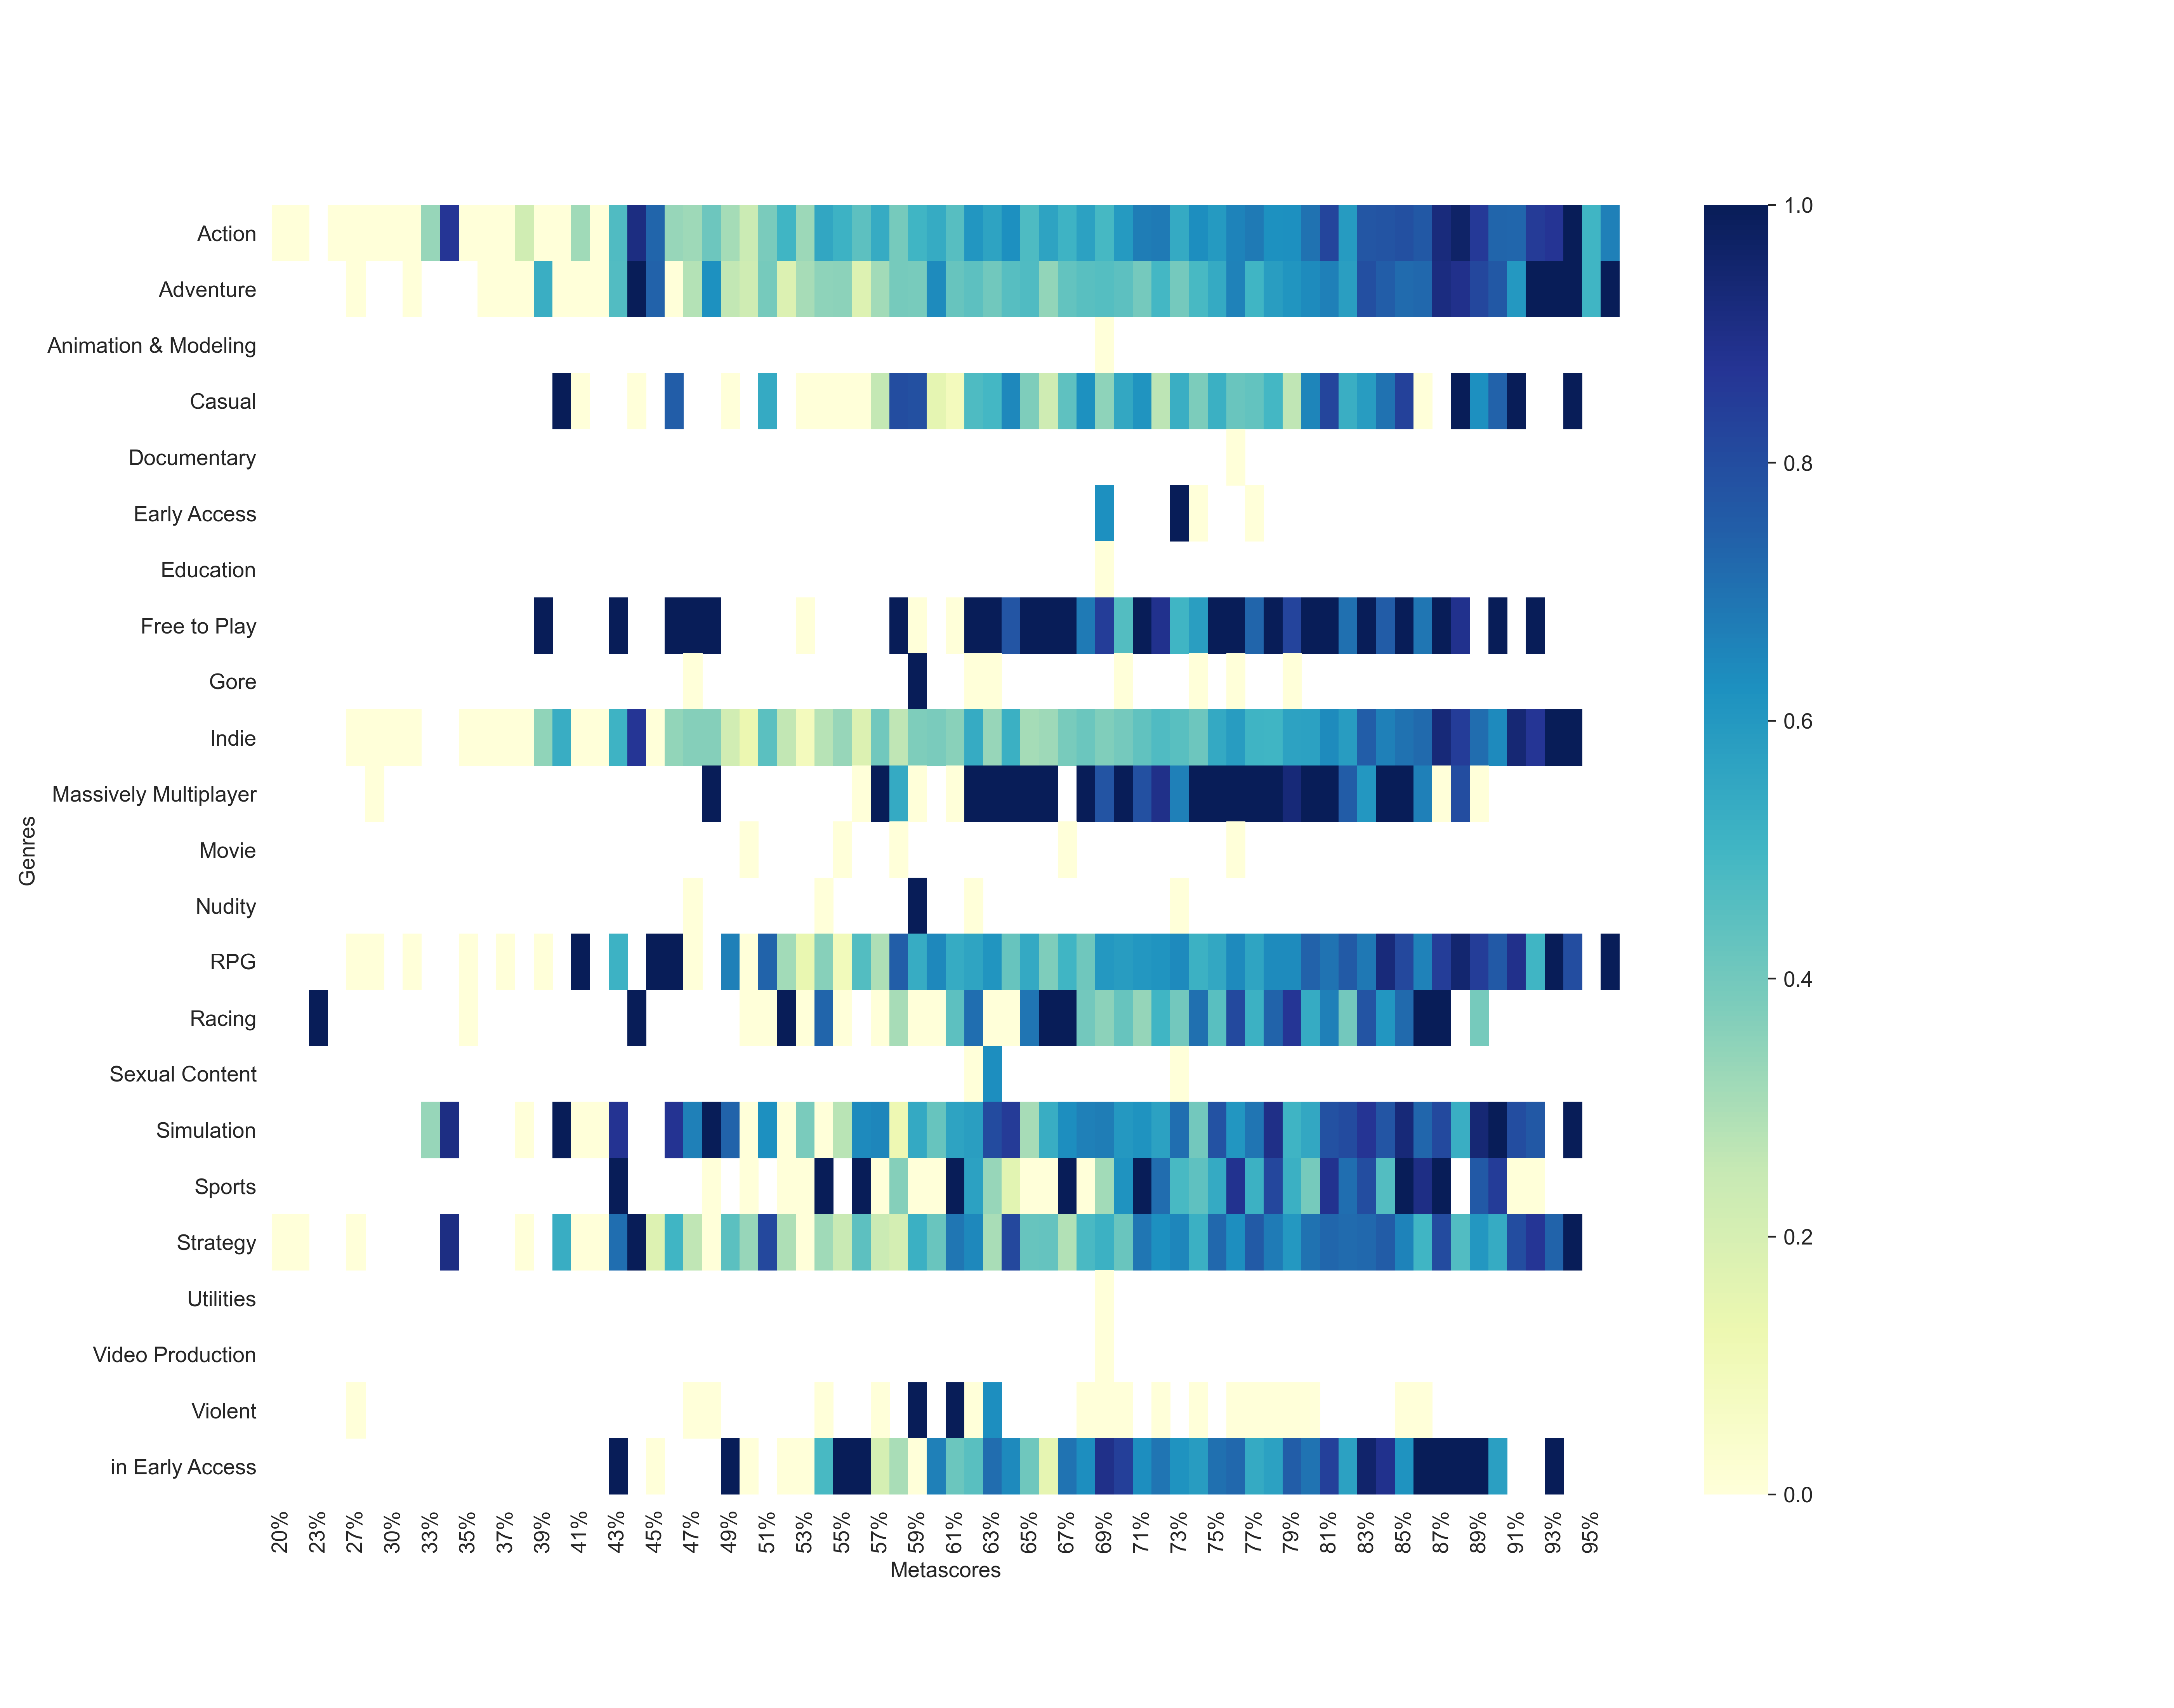 Genres
Action
Adventure
Animation & Modeling
Casual
Documentary
Early Access
Education
Free to Play
Gore
Indie
Massively Multiplayer
Movie
Nudity
RPG
Racing
Sexual Content
Simulation
Sports
Strategy
Utilities
Video Production
Violent
in Early Access
20% 23% 27% 30% 33% 35% 37% 39% 41% 43% 45% 47% 49% 51% 53% 55% 57% 59% 61% 63% 65% 67% 69% 71% 73% 75% 77% 79% 81% 83% 85% 87% 89% 91% 93% 95%
Metascores
1.0
0.8
0.6
0.4
0.2
0.0